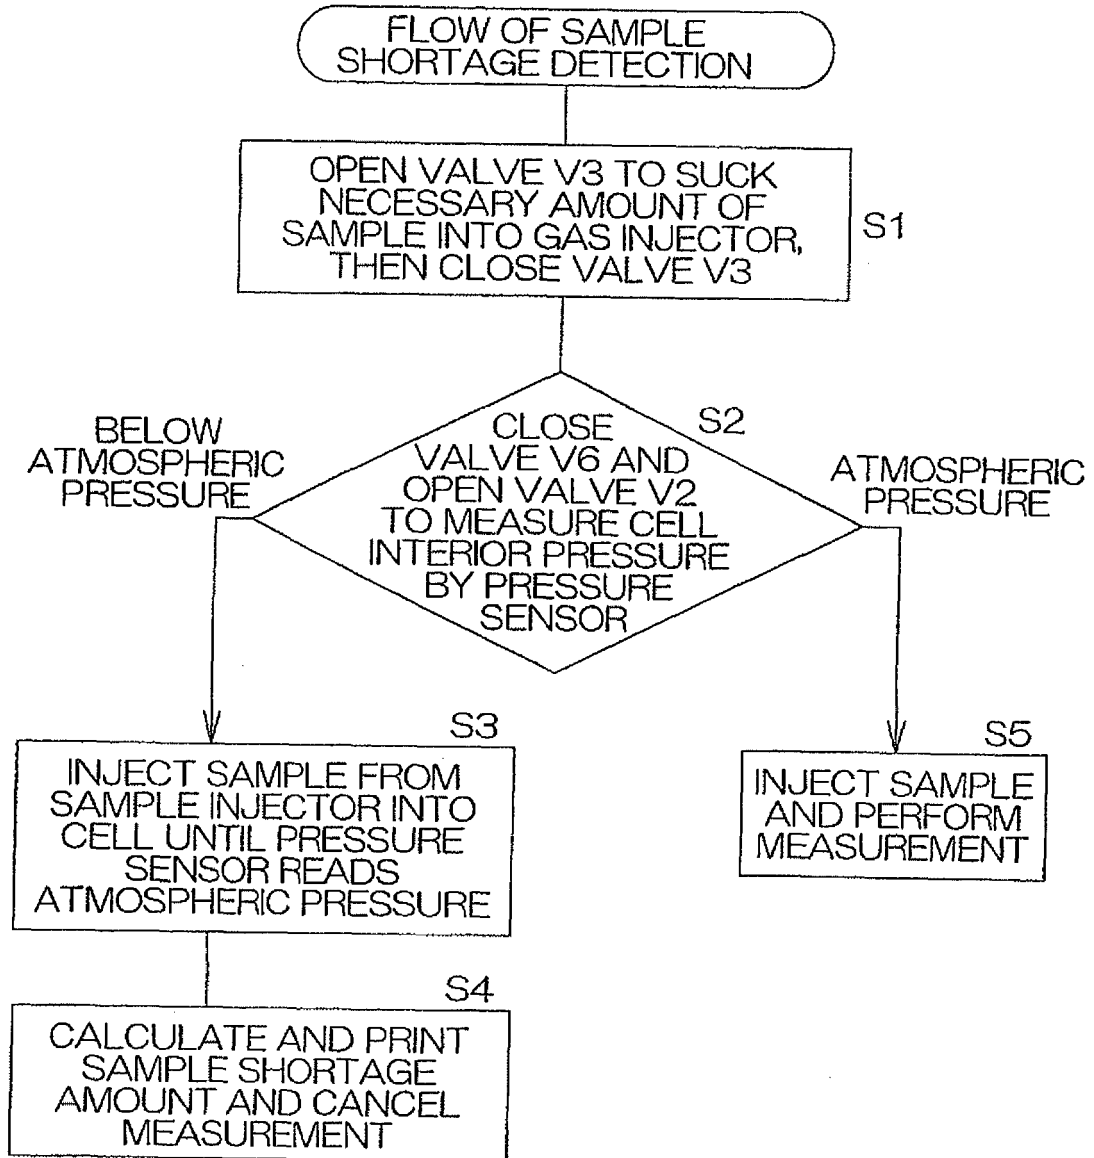 FLOW OF SAMPLE
SHORTAGE DETECTION
OPEN VALVE V3 TO SUCK
NECESSARY AMOUNT OF
SAMPLE INTO GAS INJECTOR,
THEN CLOSE VALVE V3
S1
S2
CLOSE
VALVE V6 AND
OPEN VALVE V2
TO MEASURE CELL
INTERIOR PRESSURE
BY PRESSURE
SENSOR
BELOW
ATMOSPHERIC
PRESSURE
ATMOSPHERIC
PRESSURE
S3
INJECT SAMPLE FROM
SAMPLE INJECTOR INTO
CELL UNTIL PRESSURE
SENSOR READS
ATMOSPHERIC PRESSURE
S5
INJECT SAMPLE
AND PERFORM
MEASUREMENT
S4
CALCULATE AND PRINT
SAMPLE SHORTAGE
AMOUNT AND CANCEL
MEASUREMENT